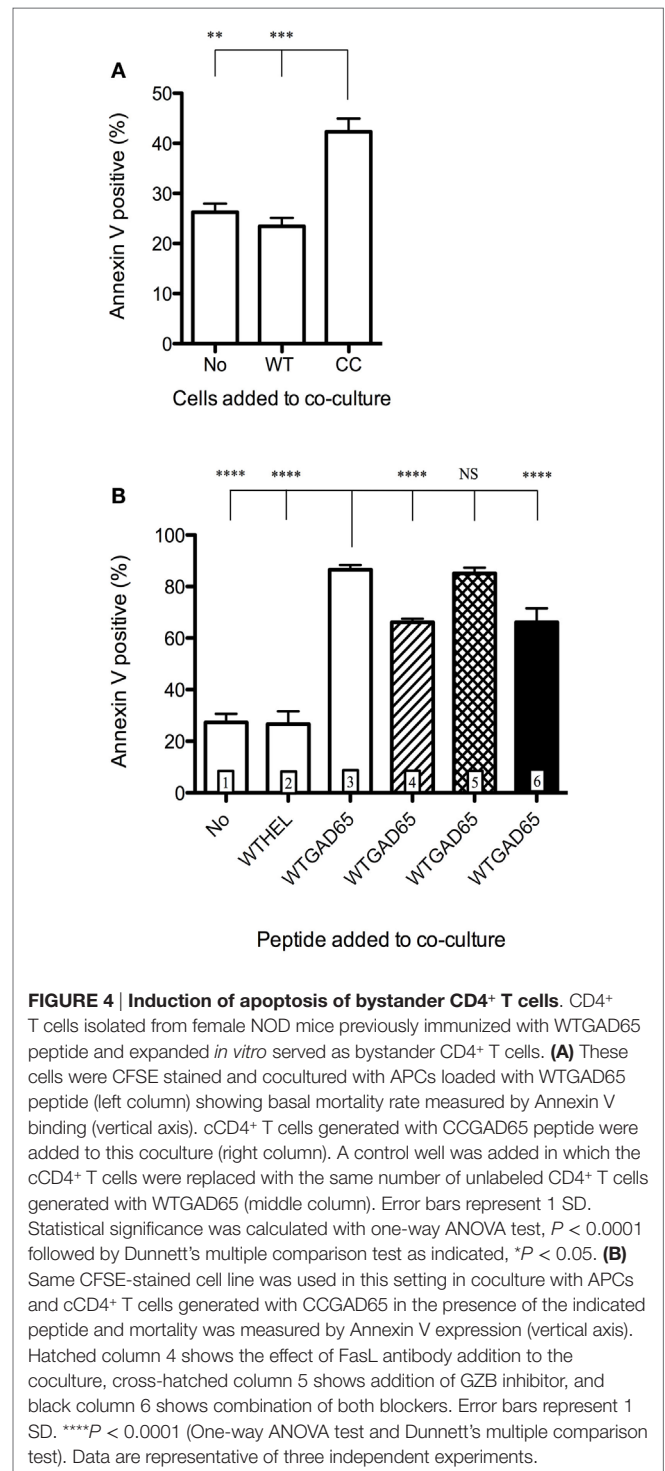 ** ***
A
50
40
30
20
10
0
Annexin V positive (%)
No WT CC
Cells added to co-culture
**** **** **** NS ****
B
100
80
60
40
20
0
Annexin V positive (%)
1 2 3 4 5 6
No WTHEL WTGAD65 WTGAD65 WTGAD65 WTGAD65
Peptide added to co-culture
FIGURE 4 | Induction of apoptosis of bystander CD4⁺ T cells. CD4⁺
T cells isolated from female NOD mice previously immunized with WTGAD65
peptide and expanded in vitro served as bystander CD4⁺ T cells. (A) These
cells were CFSE stained and cocultured with APCs loaded with WTGAD65
peptide (left column) showing basal mortality rate measured by Annexin V
binding (vertical axis). cCD4⁺ T cells generated with CCGAD65 peptide were
added to this coculture (right column). A control well was added in which the
cCD4⁺ T cells were replaced with the same number of unlabeled CD4⁺ T cells
generated with WTGAD65 (middle column). Error bars represent 1 SD.
Statistical significance was calculated with one-way ANOVA test, P < 0.0001
followed by Dunnett's multiple comparison test as indicated, *P < 0.05. (B)
Same CFSE-stained cell line was used in this setting in coculture with APCs
and cCD4⁺ T cells generated with CCGAD65 in the presence of the indicated
peptide and mortality was measured by Annexin V expression (vertical axis).
Hatched column 4 shows the effect of FasL antibody addition to the
coculture, cross-hatched column 5 shows addition of GZB inhibitor, and
black column 6 shows combination of both blockers. Error bars represent 1
SD. ****P < 0.0001 (One-way ANOVA test and Dunnett's multiple comparison
test). Data are representative of three independent experiments.